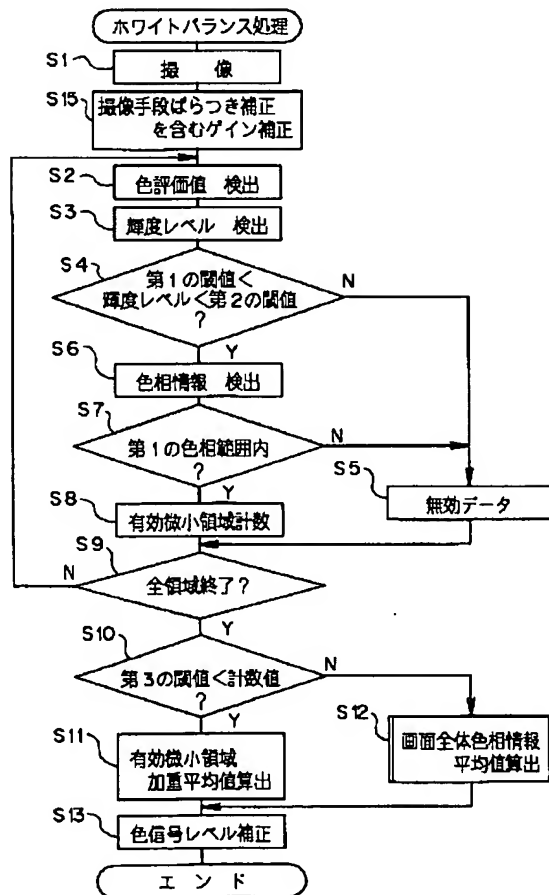 ホワイトバランス処理
S1
撮 像
S15
撮像手段ばらつき補正
を含むゲイン補正
S2
色評価値 検出
S3
輝度レベル 検出
S4
第1の閾値<
輝度レベル<第2の閾値
?
N
Y
S6
色相情報 検出
S7
第1の色相範囲内
?
N
Y
S5
無効データ
S8
有効微小領域計数
S9
全領域終了?
N
Y
S10
第3の閾値<計数値
?
N
Y
S11
有効微小領域
加重平均値算出
S12
画面全体色相情報
平均値算出
S13
色信号レベル補正
エンド